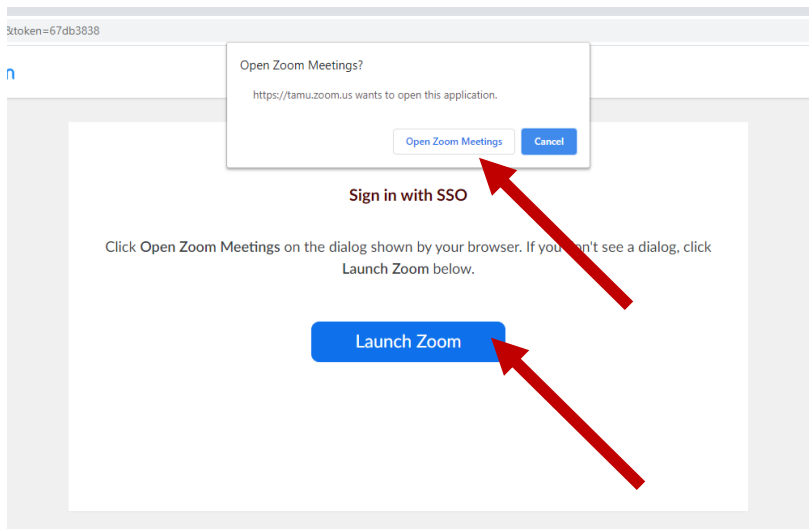 &token=67db3838
Open Zoom Meetings?
https://tamu.zoom.us wants to open this application.
Open Zoom Meetings Cancel
Sign in with SSO
Click Open Zoom Meetings on the dialog shown by your browser. If you don't see a dialog, click
Launch Zoom below.
Launch Zoom